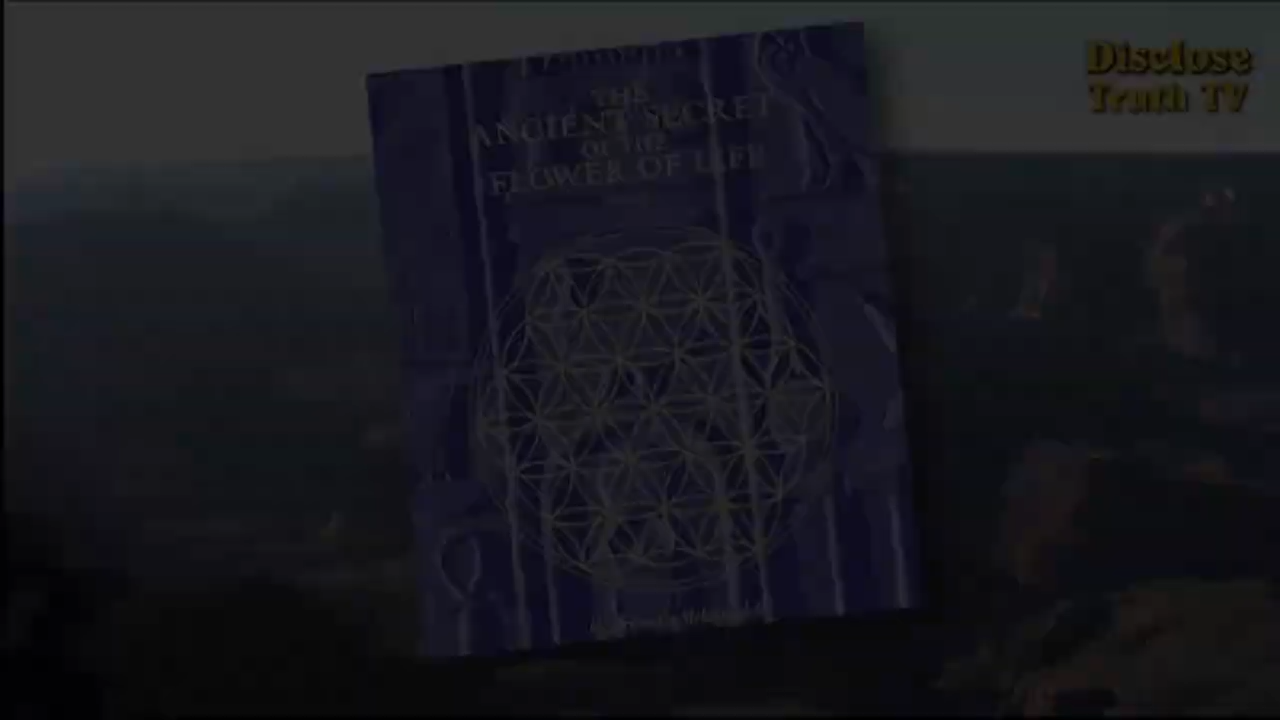 Disclose
Truth TV
THE
ANCIENT SECRET
OF THE
FLOWER OF LIFE